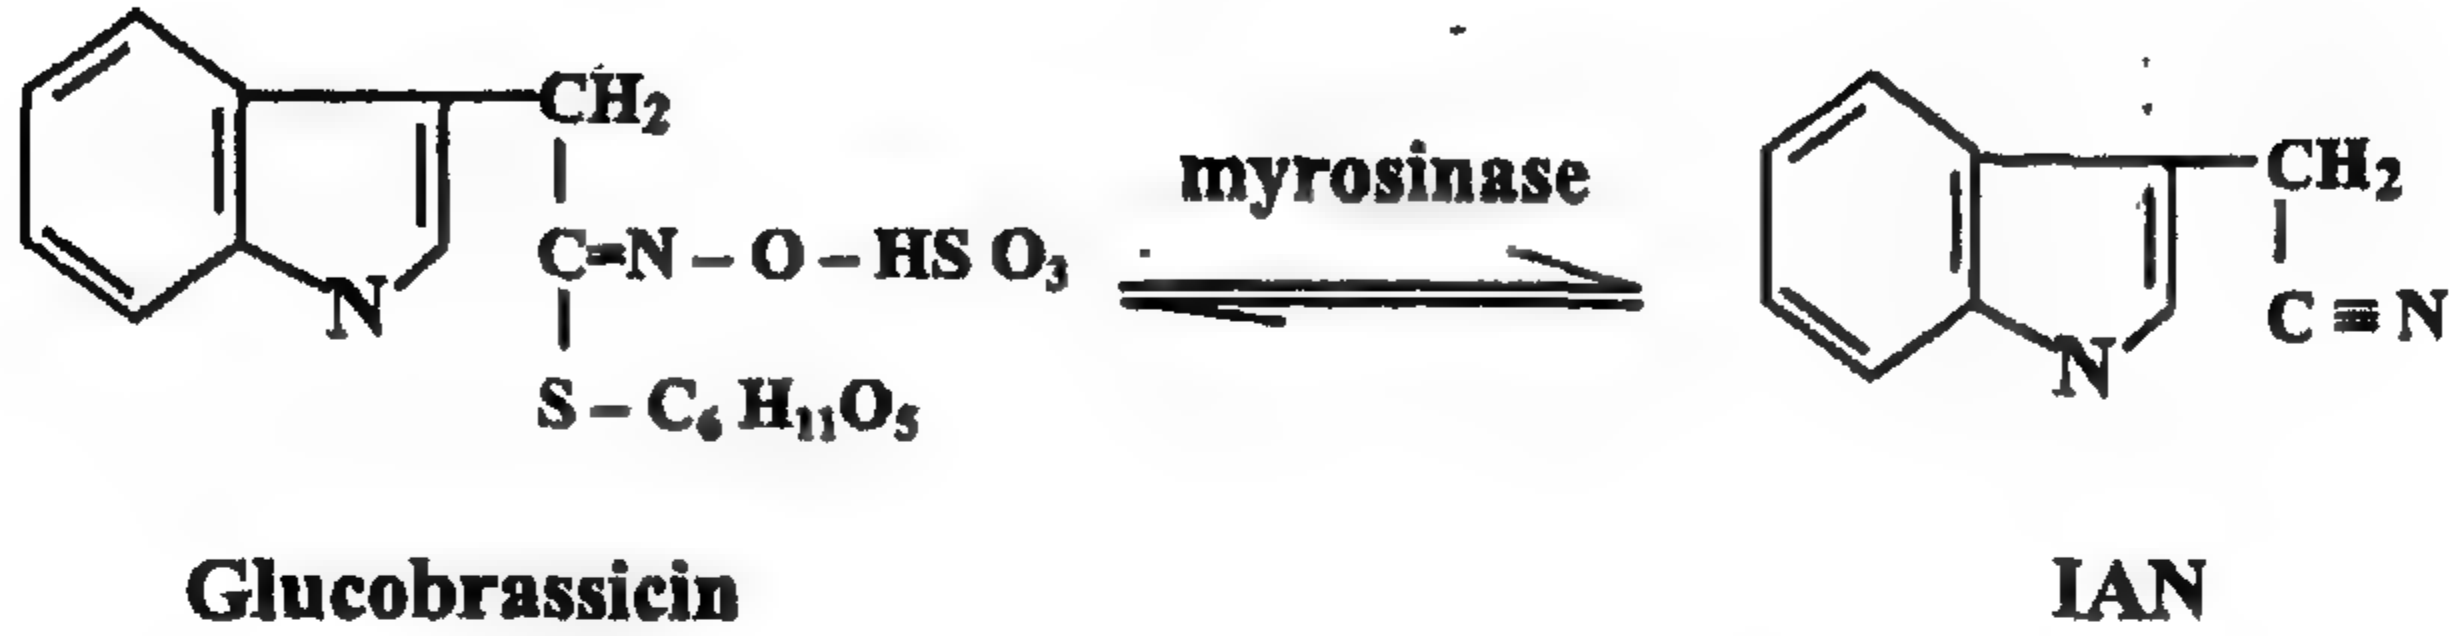 CH₂
C=N–O–HS O₃
N
S–C₆ H₁₁O₅
Glucobrassicin
myrosinase
CH₂
C≡N
N
IAN